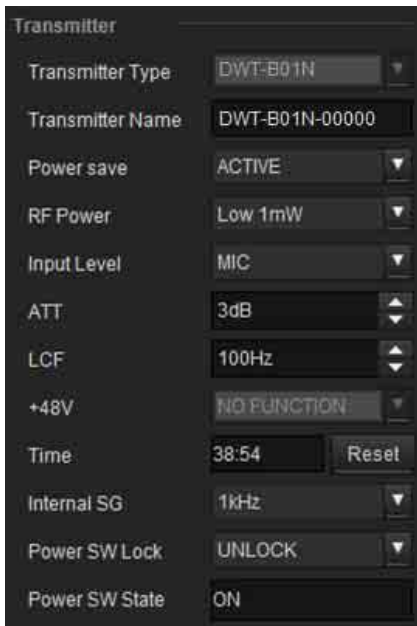 Transmitter
Transmitter Type DWT-B01N
Transmitter Name DWT-B01N-00000
Power save ACTIVE
RF Power Low 1mW
Input Level MIC
ATT 3dB
LCF 100Hz
+48V NO FUNCTION
Time 38:54 Reset
Internal SG 1kHz
Power SW Lock UNLOCK
Power SW State ON